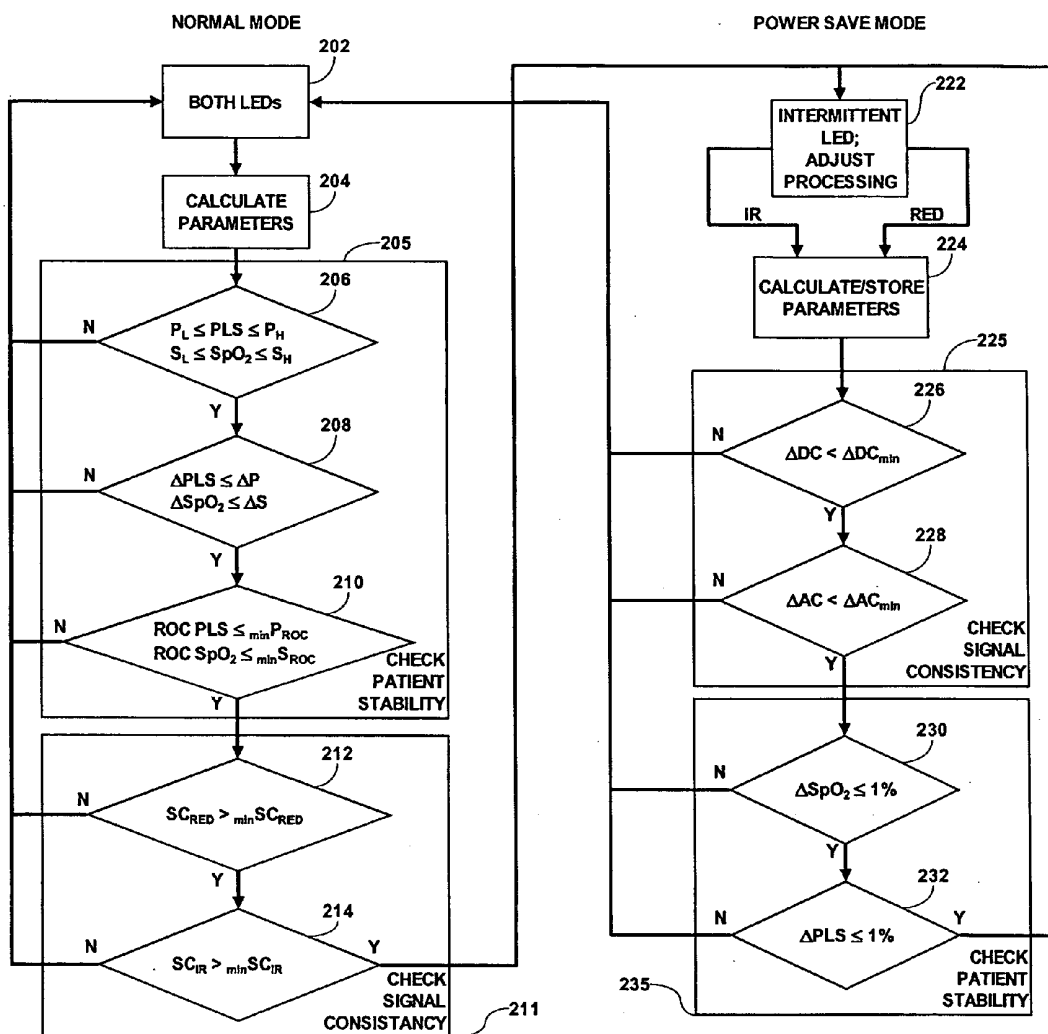 NORMAL MODE
202
BOTH LEDs
204
CALCULATE
PARAMETERS
205
206
N
P_L ≤ PLS ≤ P_H
S_L ≤ SpO₂ ≤ S_H
Y
208
N
ΔPLS ≤ ΔP
ΔSpO₂ ≤ ΔS
Y
210
N
ROC PLS ≤ minP_ROC
ROC SpO₂ ≤ minS_ROC
CHECK
PATIENT
STABILITY
Y
212
N
SC_RED > minSC_RED
Y
214
N
SC_IR > minSC_IR
Y
CHECK
SIGNAL
CONSISTANCY
211
POWER SAVE MODE
222
INTERMITTENT
LED;
ADJUST
PROCESSING
IR
RED
224
CALCULATE/STORE
PARAMETERS
225
226
N
ΔDC < ΔDC_min
Y
228
N
ΔAC < ΔAC_min
Y
CHECK
SIGNAL
CONSISTENCY
230
N
ΔSpO₂ ≤ 1%
Y
232
N
ΔPLS ≤ 1%
Y
CHECK
PATIENT
STABILITY
235